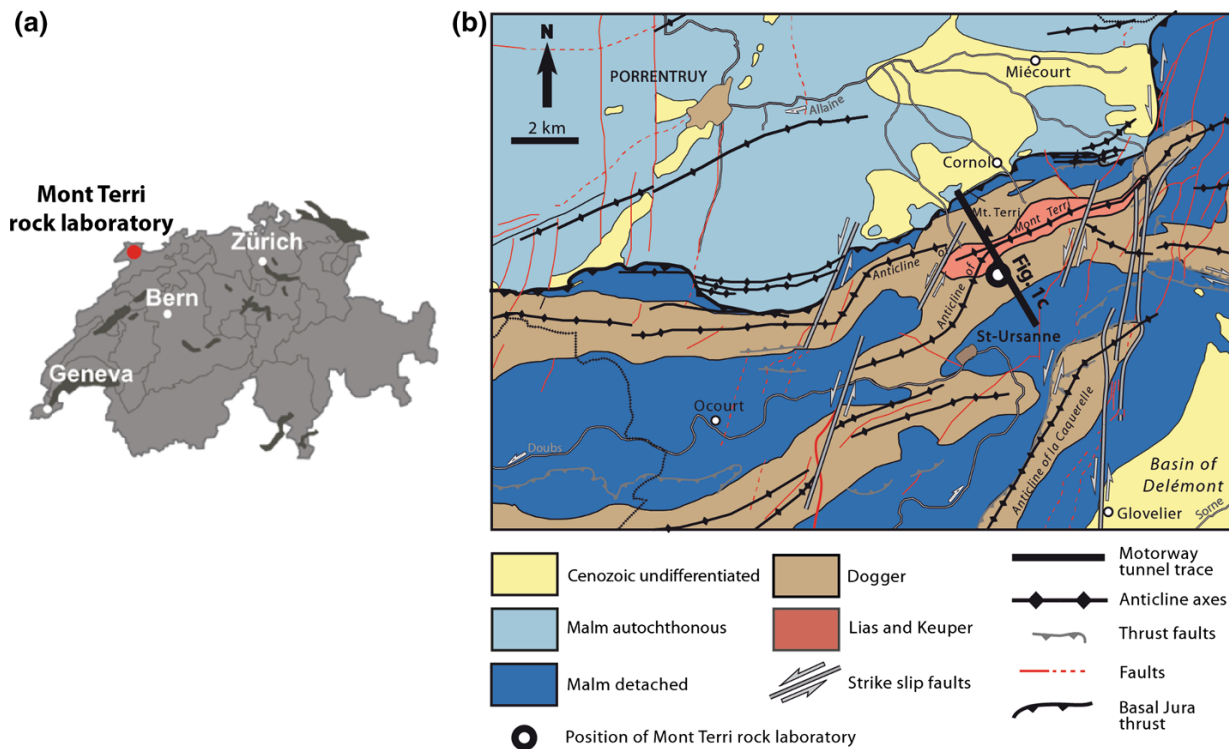 (a)
Mont Terri
rock laboratory
Zürich
Bern
Geneva
(b)
N
2 km
PORRENTRUY
Allaine
Miécourt
Cornol
Mt. Terri
Anticline
Anticline of Mont Terri
Fig. 1c
St-Ursanne
Ocourt
Doubs
Anticline of la Caquerelle
Basin of
Delémont
Glovelier
Sorne
Cenozoic undifferentiated
Malm autochthonous
Malm detached
Position of Mont Terri rock laboratory
Dogger
Lias and Keuper
Strike slip faults
Motorway
tunnel trace
Anticline axes
Thrust faults
Faults
Basal Jura
thrust